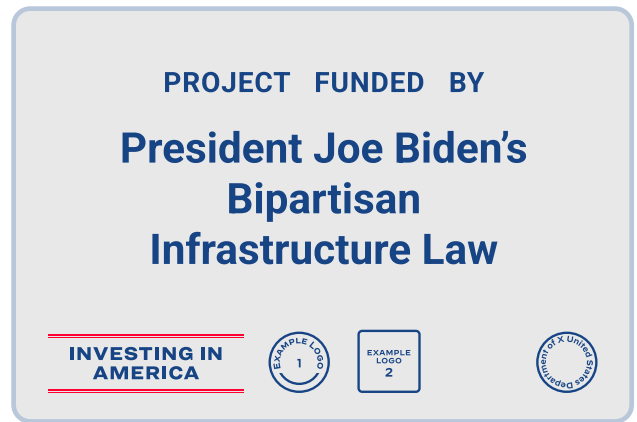 PROJECT FUNDED BY
President Joe Biden’s
Bipartisan
Infrastructure Law
INVESTING IN
AMERICA
EXAMPLE LOGO
1
EXAMPLE
LOGO
2
Department of X United States